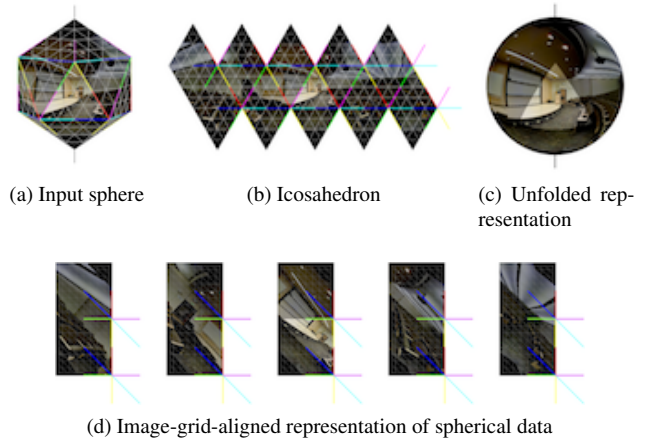 (a) Input sphere
(b) Icosahedron
(c) Unfolded rep-
resentation
(d) Image-grid-aligned representation of spherical data